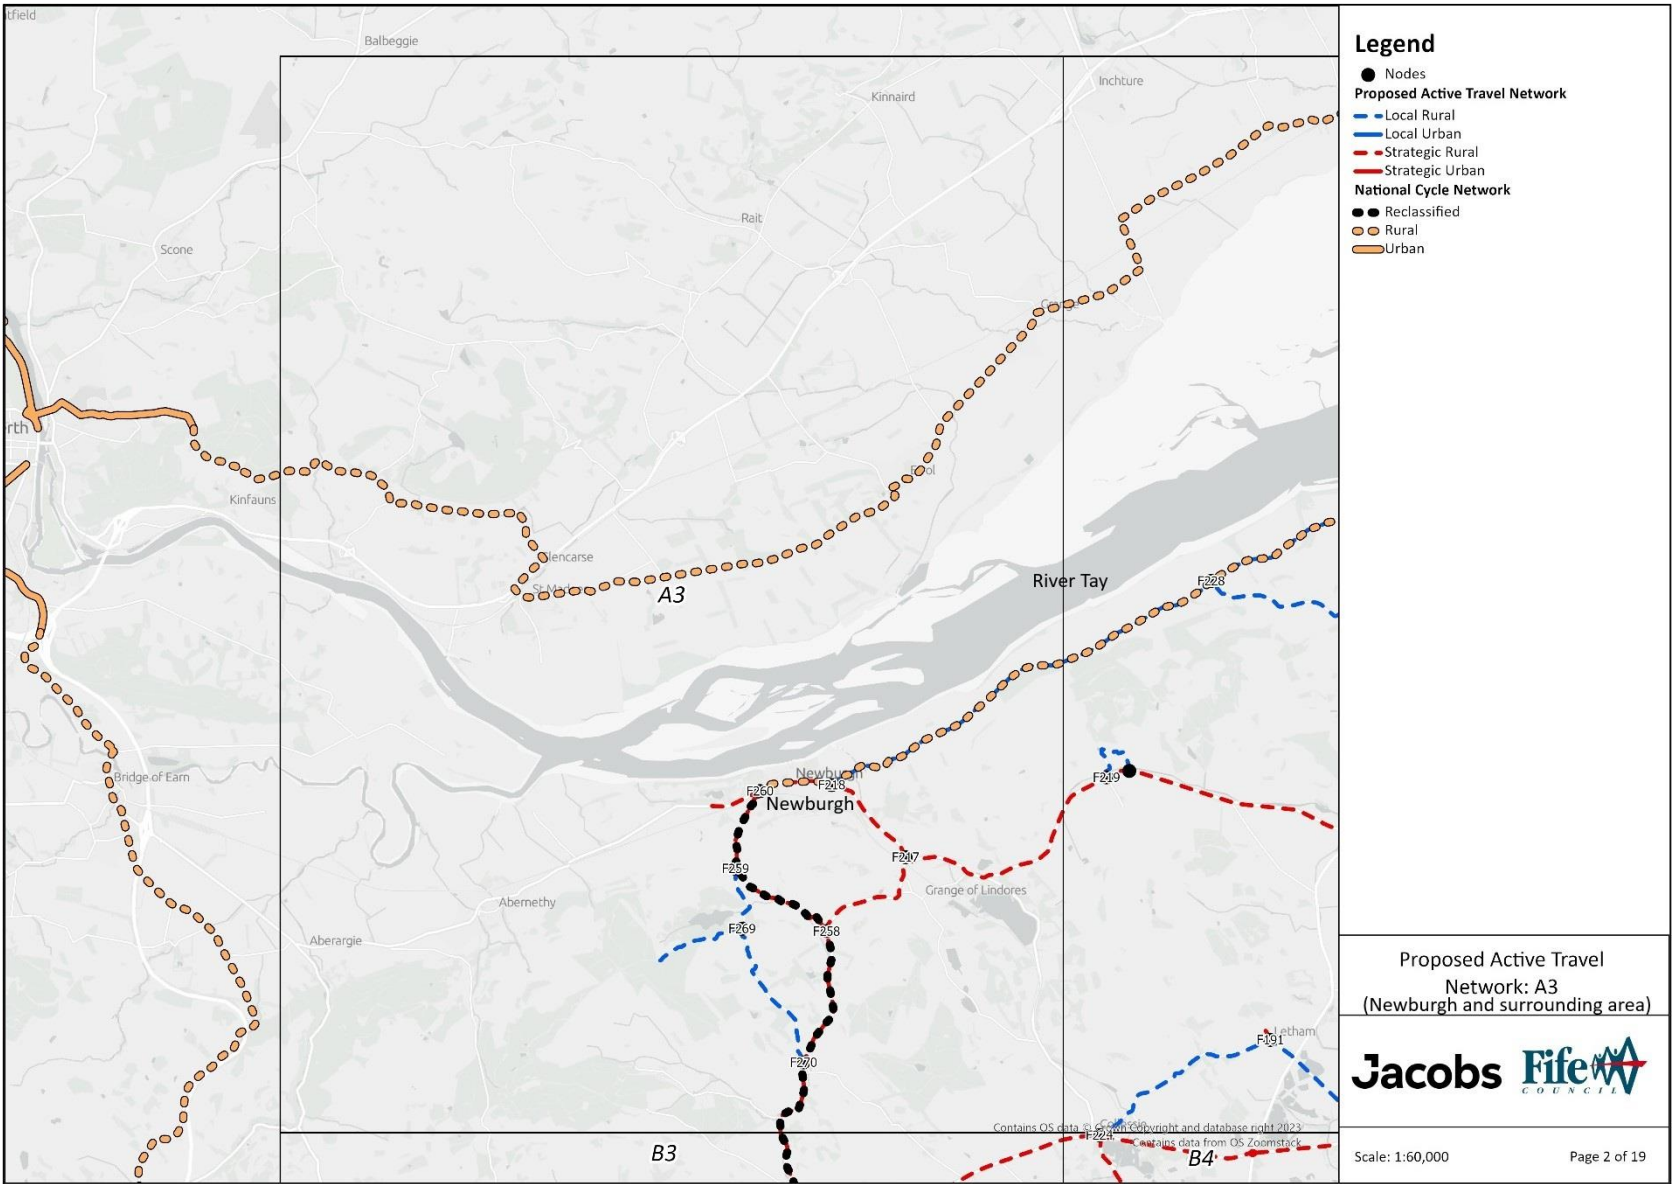 Balbeggie
Inchture
Kinnaird
Rait
Scone
Kinfauns
Glencarse
A3
River Tay
F228
Bridge of Earn
Newburgh
F218
F260
Newburgh
F219
F217
F259
Grange of Lindores
Abernethy
F269
F258
Aberargie
Letham
F191
F270
Contains OS data © Crown Copyright and database right 2023
F224
Contains data from OS Zoomstack
B3
B4
Legend
Nodes
Proposed Active Travel Network
Local Rural
Local Urban
Strategic Rural
Strategic Urban
National Cycle Network
Reclassified
Rural
Urban
Proposed Active Travel
Network: A3
(Newburgh and surrounding area)
Jacobs
Fife
COUNCIL
Scale: 1:60,000
Page 2 of 19